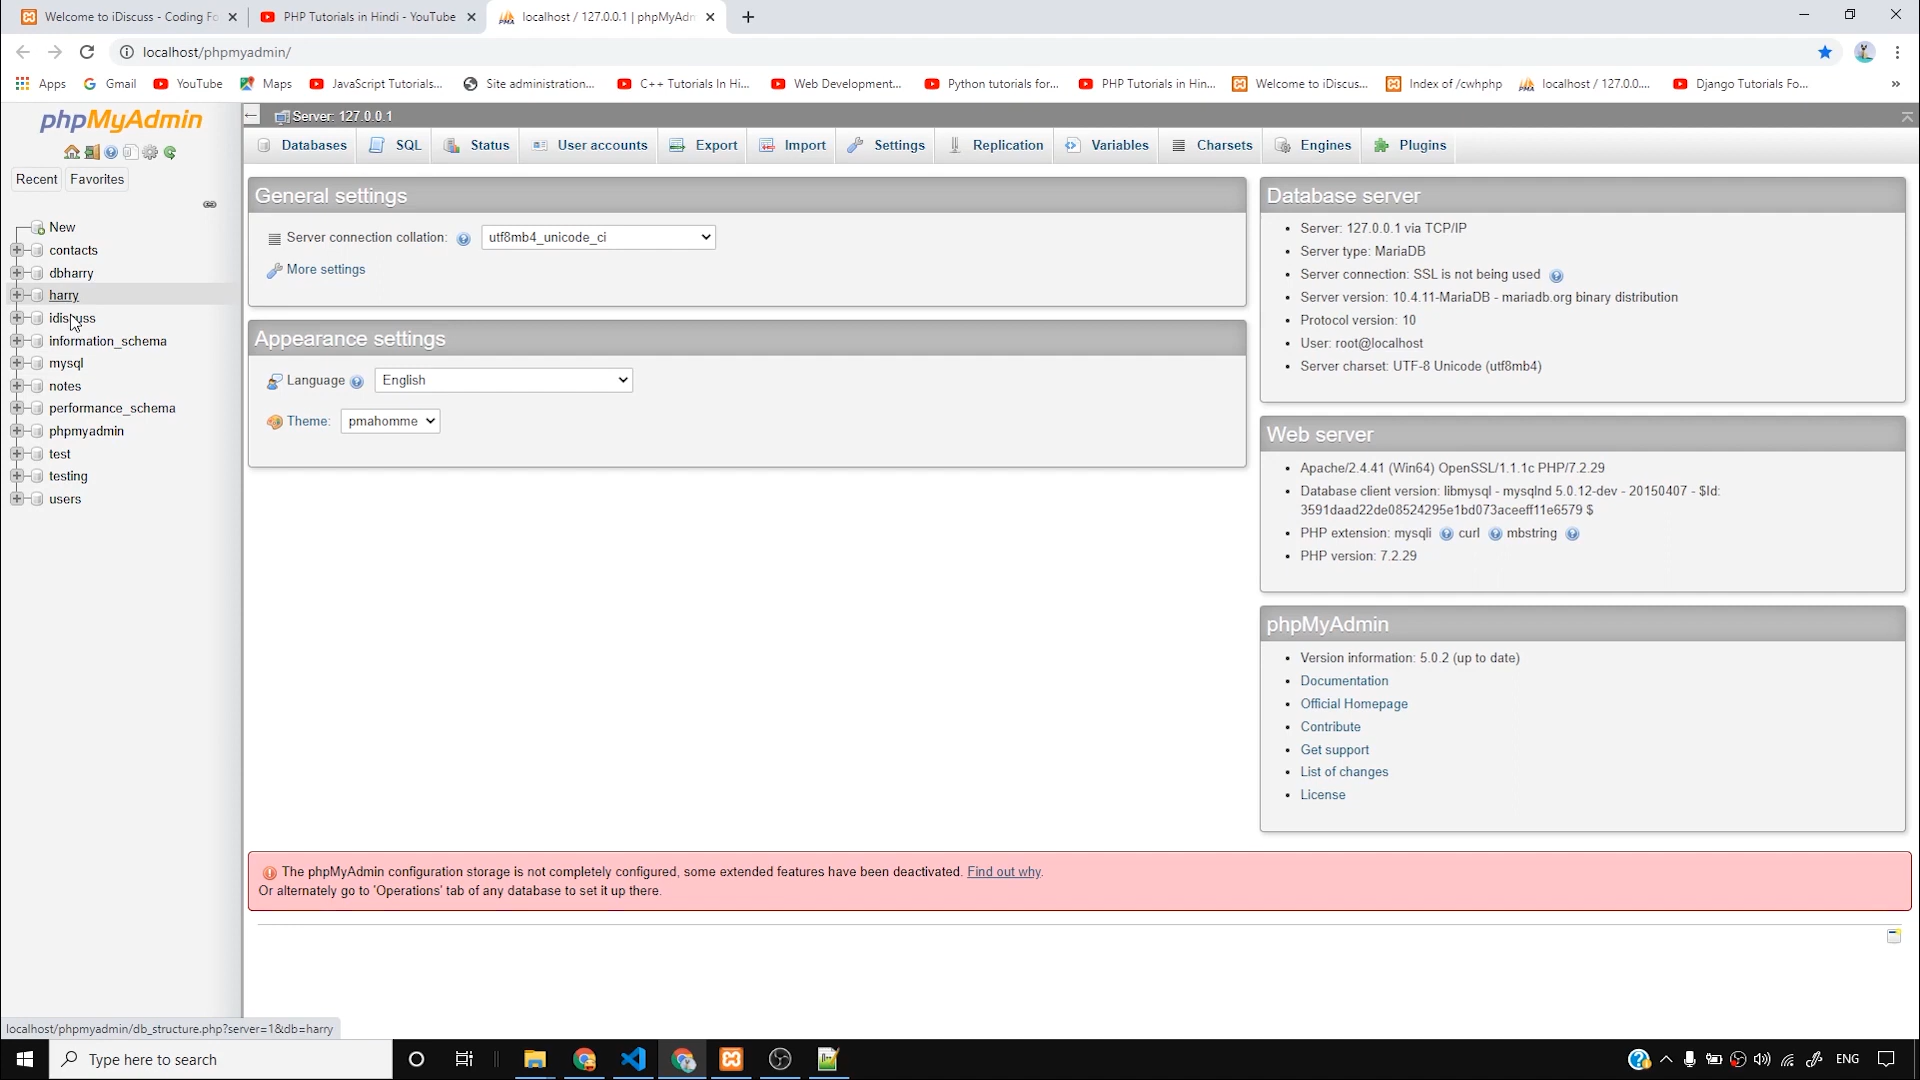 Welcome to iDiscuss - Coding Fo
PHP Tutorials in Hindi - YouTube
localhost / 127.0.0.1 | phpMyAdm
localhost/phpmyadmin/
Apps
Gmail
YouTube
Maps
JavaScript Tutorials...
Site administration...
C++ Tutorials In Hi...
Web Development...
Python tutorials for...
PHP Tutorials in Hin...
Welcome to iDiscus...
Index of /cwhphp
localhost / 127.0.0....
Django Tutorials Fo...
»
phpMyAdmin
Recent
Favorites
New
contacts
dbharry
harry
idiscuss
information_schema
mysql
notes
performance_schema
phpmyadmin
test
testing
users
Server: 127.0.0.1
Databases
SQL
Status
User accounts
Export
Import
Settings
Replication
Variables
Charsets
Engines
Plugins
General settings
Server connection collation:
utf8mb4_unicode_ci
More settings
Appearance settings
Language
English
Theme:
pmahomme
Database server
Server: 127.0.0.1 via TCP/IP
Server type: MariaDB
Server connection: SSL is not being used
Server version: 10.4.11-MariaDB - mariadb.org binary distribution
Protocol version: 10
User: root@localhost
Server charset: UTF-8 Unicode (utf8mb4)
Web server
Apache/2.4.41 (Win64) OpenSSL/1.1.1c PHP/7.2.29
Database client version: libmysql - mysqlnd 5.0.12-dev - 20150407 - $Id:
3591daad22de08524295e1bd073aceeff11e6579 $
PHP extension: mysqli curl mbstring
PHP version: 7.2.29
phpMyAdmin
Version information: 5.0.2 (up to date)
Documentation
Official Homepage
Contribute
Get support
List of changes
License
The phpMyAdmin configuration storage is not completely configured, some extended features have been deactivated. Find out why.
Or alternately go to 'Operations' tab of any database to set it up there.
localhost/phpmyadmin/db_structure.php?server=1&db=harry
Type here to search
ENG